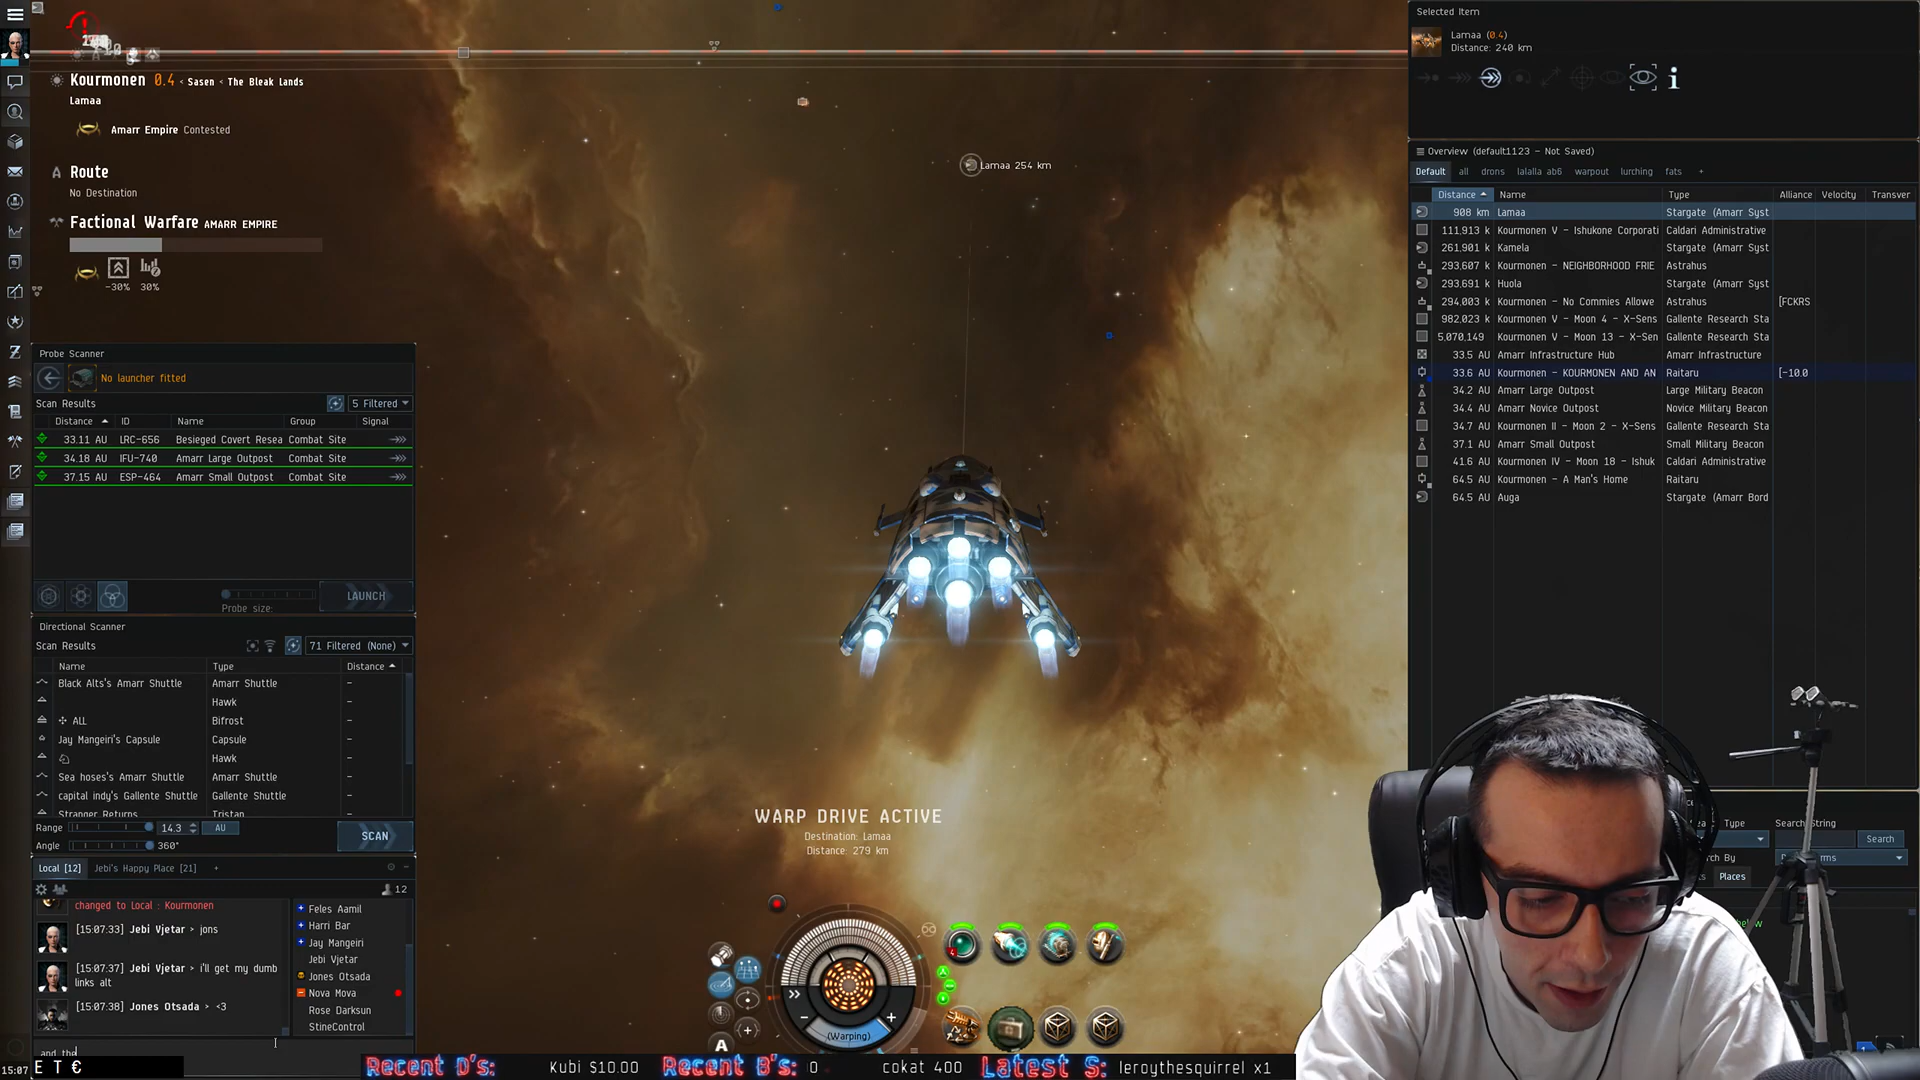 Kourmonen 0.4 < Sasen < The Bleak Lands
Lamaa
Amarr Empire Contested
Route
No Destination
Factional Warfare AMARR EMPIRE
-30% 30%
Probe Scanner
No launcher fitted
Scan Results 5 Filtered
Distance ID Name Group Signal
33.11 AU LRC-656 Besieged Covert Resea Combat Site
34.18 AU IFU-740 Amarr Large Outpost Combat Site
37.15 AU ESP-464 Amarr Small Outpost Combat Site
Probe size:
LAUNCH
Directional Scanner
Scan Results 71 Filtered (None)
Name Type Distance
Black Alts's Amarr Shuttle Amarr Shuttle -
Hawk -
ALL Bifrost -
Jay Mangeiri's Capsule Capsule -
Hawk -
Sea hoses's Amarr Shuttle Amarr Shuttle -
capital indy's Gallente Shuttle Gallente Shuttle -
Stranger Returns Tristan -
Range 14.3 AU
Angle 360°
SCAN
Local [12] Jebi's Happy Place [21] +
12
changed to Local : Kourmonen
[15:07:33] Jebi Vjetar > jons
[15:07:37] Jebi Vjetar > i'll get my dumb
links alt
[15:07:38] Jones Otsada > <3
Feles Aamil
Harri Bar
Jay Mangeiri
Jebi Vjetar
Jones Otsada
Nova Mova
Rose Darksun
StineControl
and the
15:07
E T €
Lamaa 254 km
WARP DRIVE ACTIVE
Destination: Lamaa
Distance: 279 km
(Warping)
A
Recent D's: Kubi $10.00 Recent B's: 0 cokat 400 Latest S: leroythesquirrel x1
Selected Item
Lamaa (0.4)
Distance: 240 km
Overview (default1123 - Not Saved)
Default all drons lalalla ab6 warpout lurching fats +
Distance Name Type Alliance Velocity Transver
908 km Lamaa Stargate (Amarr Syst
111,913 k Kourmonen V - Ishukone Corporati Caldari Administrative
261,901 k Kamela Stargate (Amarr Syst
293,607 k Kourmonen - NEIGHBORHOOD FRIE Astrahus
293,691 k Huola Stargate (Amarr Syst
294,003 k Kourmonen - No Commies Allowe Astrahus [FCKRS
982,023 k Kourmonen V - Moon 4 - X-Sens Gallente Research Sta
5,070,149 Kourmonen V - Moon 13 - X-Sen Gallente Research Sta
33.5 AU Amarr Infrastructure Hub Amarr Infrastructure
33.6 AU Kourmonen - KOURMONEN AND AN Raitaru [-10.0
34.2 AU Amarr Large Outpost Large Military Beacon
34.4 AU Amarr Novice Outpost Novice Military Beacon
34.7 AU Kourmonen II - Moon 2 - X-Sens Gallente Research Sta
37.1 AU Amarr Small Outpost Small Military Beacon
41.6 AU Kourmonen IV - Moon 18 - Ishuk Caldari Administrative
64.5 AU Kourmonen - A Man's Home Raitaru
64.5 AU Auga Stargate (Amarr Bord
Type Search String
Search
By
Places